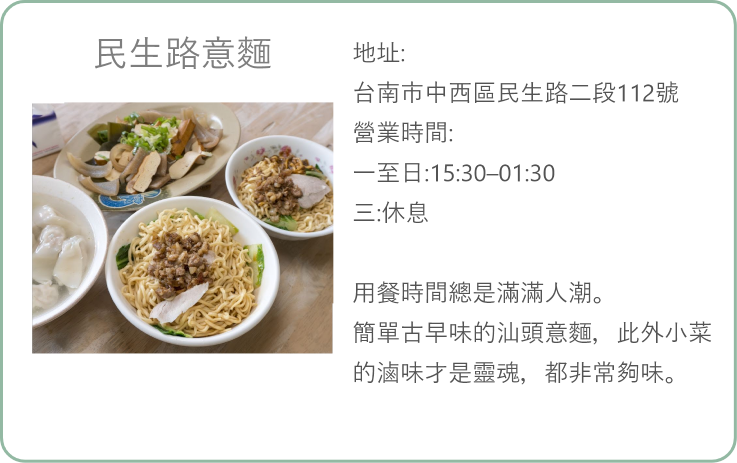 民生路意麵
地址:
台南市中西區民生路二段112號
營業時間:
一至日:15:30–01:30
三:休息
用餐時間總是滿滿人潮。
簡單古早味的汕頭意麵，此外小菜
的滷味才是靈魂，都非常夠味。